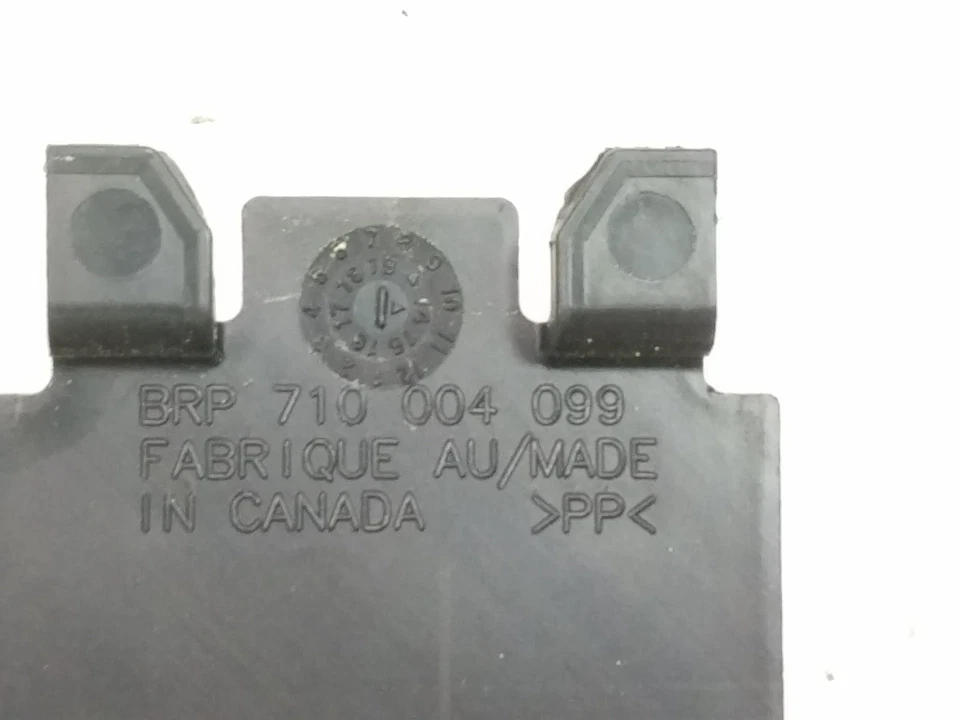 BRP 710 004 099
FABRIQUE AU/MADE
IN CANADA >PP<